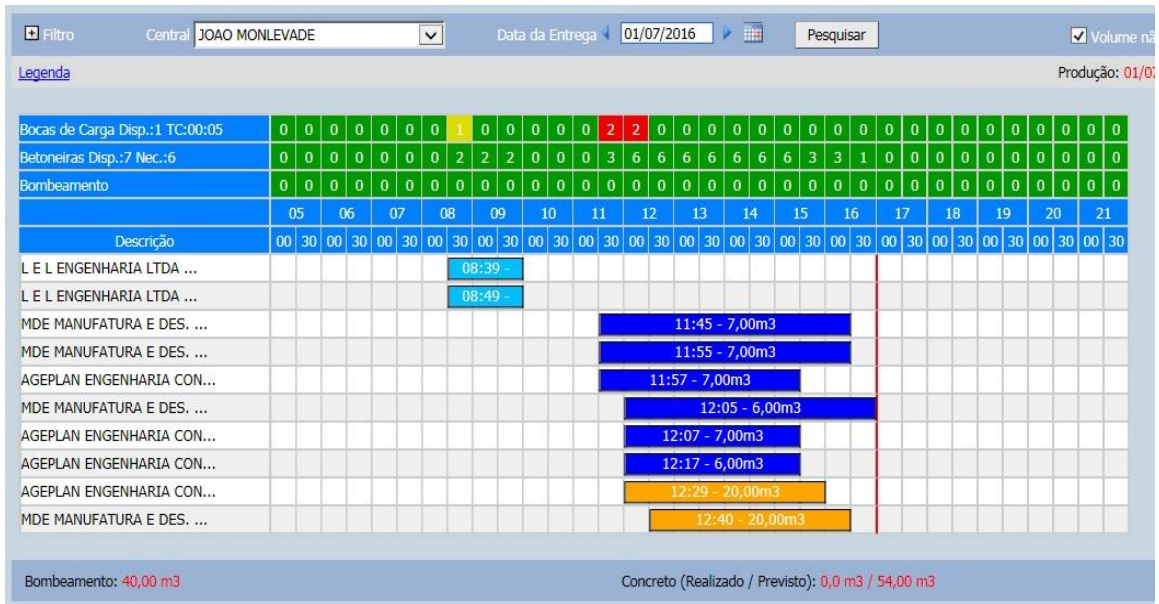 Filtro Central JOAO MONLEVADE Data da Entrega 01/07/2016 Pesquisar Volume nã
Legenda Produção: 01/07
Bocas de Carga Disp.:1 TC:00:05 0 0 0 0 0 0 0 1 0 0 0 0 0 2 2 0 0 0 0 0 0 0 0 0 0 0 0 0 0 0 0 0 0 0
Betoneiras Disp.:7 Nec.:6 0 0 0 0 0 0 0 2 2 2 0 0 0 3 6 6 6 6 6 6 6 3 3 1 0 0 0 0 0 0 0 0 0 0
Bombeamento 0 0 0 0 0 0 0 0 0 0 0 0 0 0 0 0 0 0 0 0 0 0 0 0 0 0 0 0 0 0 0 0 0 0
05 06 07 08 09 10 11 12 13 14 15 16 17 18 19 20 21
Descrição 00 30 00 30 00 30 00 30 00 30 00 30 00 30 00 30 00 30 00 30 00 30 00 30 00 30 00 30 00 30 00 30 00 30
L E L ENGENHARIA LTDA ... 08:39 -
L E L ENGENHARIA LTDA ... 08:49 -
MDE MANUFATURA E DES. ... 11:45 - 7,00m3
MDE MANUFATURA E DES. ... 11:55 - 7,00m3
AGEPLAN ENGENHARIA CON... 11:57 - 7,00m3
MDE MANUFATURA E DES. ... 12:05 - 6,00m3
AGEPLAN ENGENHARIA CON... 12:07 - 7,00m3
AGEPLAN ENGENHARIA CON... 12:17 - 6,00m3
AGEPLAN ENGENHARIA CON... 12:29 - 20,00m3
MDE MANUFATURA E DES. ... 12:40 - 20,00m3
Bombeamento: 40,00 m3 Concreto (Realizado / Previsto): 0,0 m3 / 54,00 m3